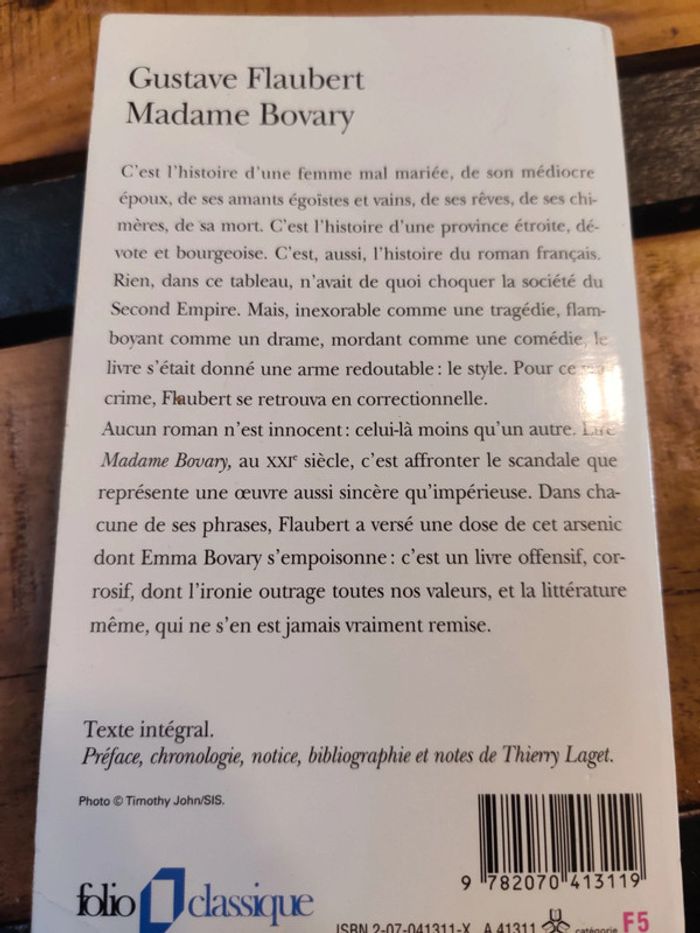 Gustave Flaubert
Madame Bovary
C'est l'histoire d'une femme mal mariée, de son médiocre
époux, de ses amants égoïstes et vains, de ses rêves, de ses chi-
mères, de sa mort. C'est l'histoire d'une province étroite, dé-
vote et bourgeoise. C'est, aussi, l'histoire du roman français.
Rien, dans ce tableau, n'avait de quoi choquer la société du
Second Empire. Mais, inexorable comme une tragédie, flam-
boyant comme un drame, mordant comme une comédie, le
livre s'était donné une arme redoutable : le style. Pour ce
crime, Flaubert se retrouva en correctionnelle.
Aucun roman n'est innocent : celui-là moins qu'un autre. Lire
Madame Bovary, au XXIe siècle, c'est affronter le scandale que
représente une œuvre aussi sincère qu'impérieuse. Dans cha-
cune de ses phrases, Flaubert a versé une dose de cet arsenic
dont Emma Bovary s'empoisonne : c'est un livre offensif, cor-
rosif, dont l'ironie outrage toutes nos valeurs, et la littérature
même, qui ne s'en est jamais vraiment remise.
Texte intégral.
Préface, chronologie, notice, bibliographie et notes de Thierry Laget.
Photo © Timothy John/SIS.
9 782070 413119
folio classique
ISBN 2-07-041311-X A 41311 catégorie F5